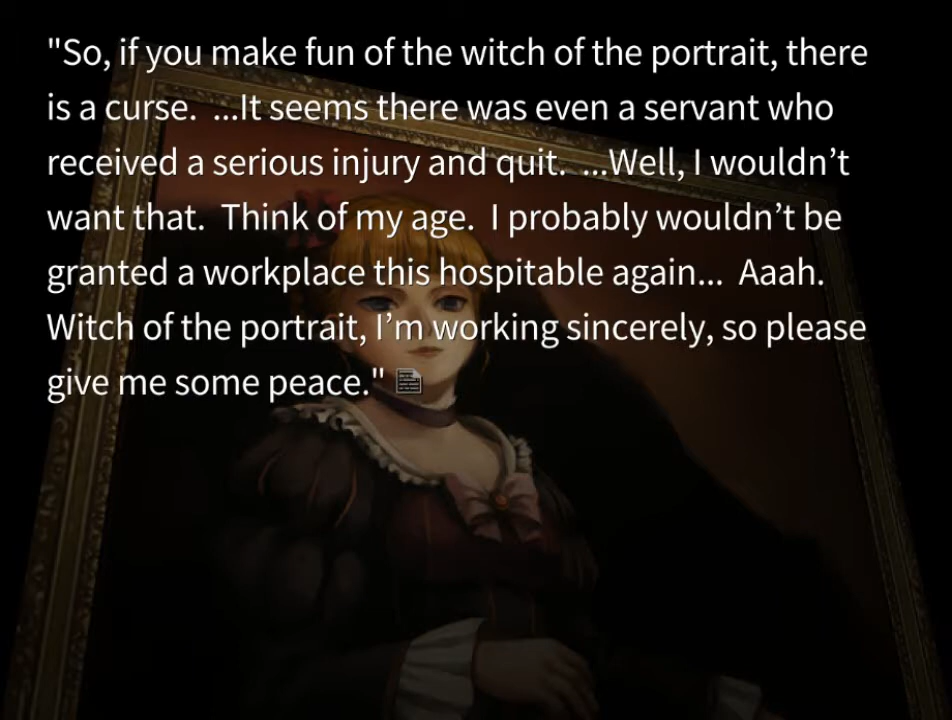 "So, if you make fun of the witch of the portrait, there
is a curse.  ...It seems there was even a servant who
received a serious injury and quit.  ...Well, I wouldn’t
want that.  Think of my age.  I probably wouldn’t be
granted a workplace this hospitable again...  Aaah.
Witch of the portrait, I’m working sincerely, so please
give me some peace."